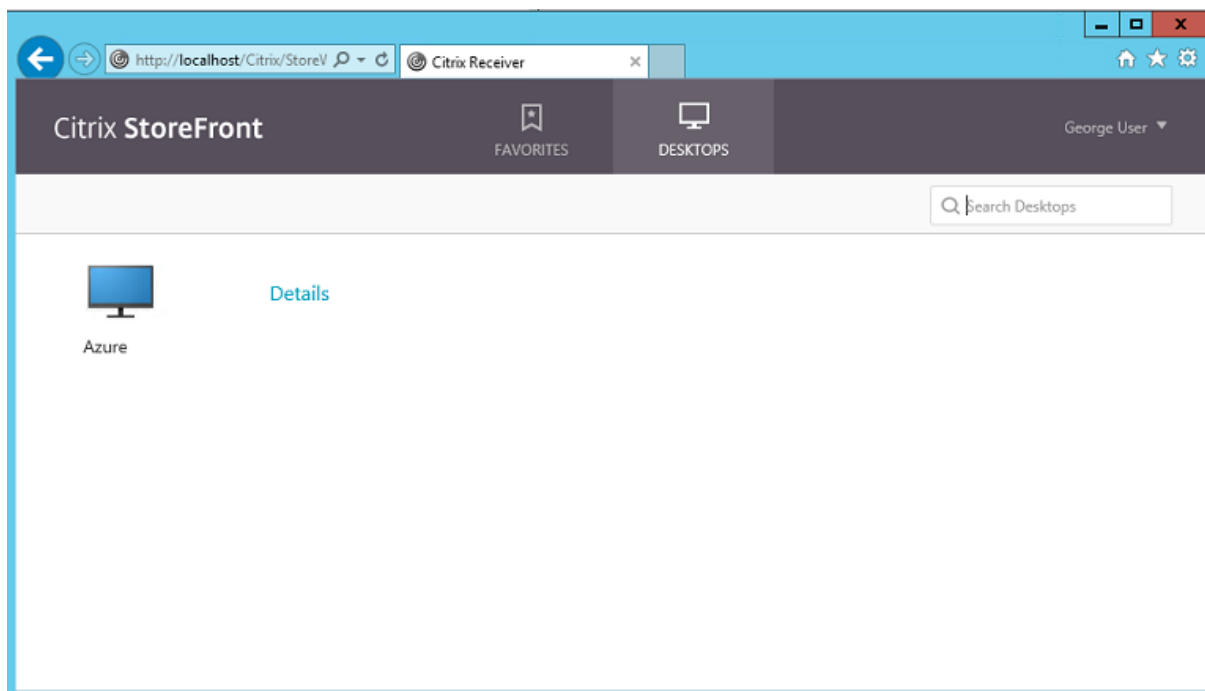 http://localhost/Citrix/StoreV
Citrix Receiver
Citrix StoreFront
FAVORITES
DESKTOPS
George User
Search Desktops
Details
Azure